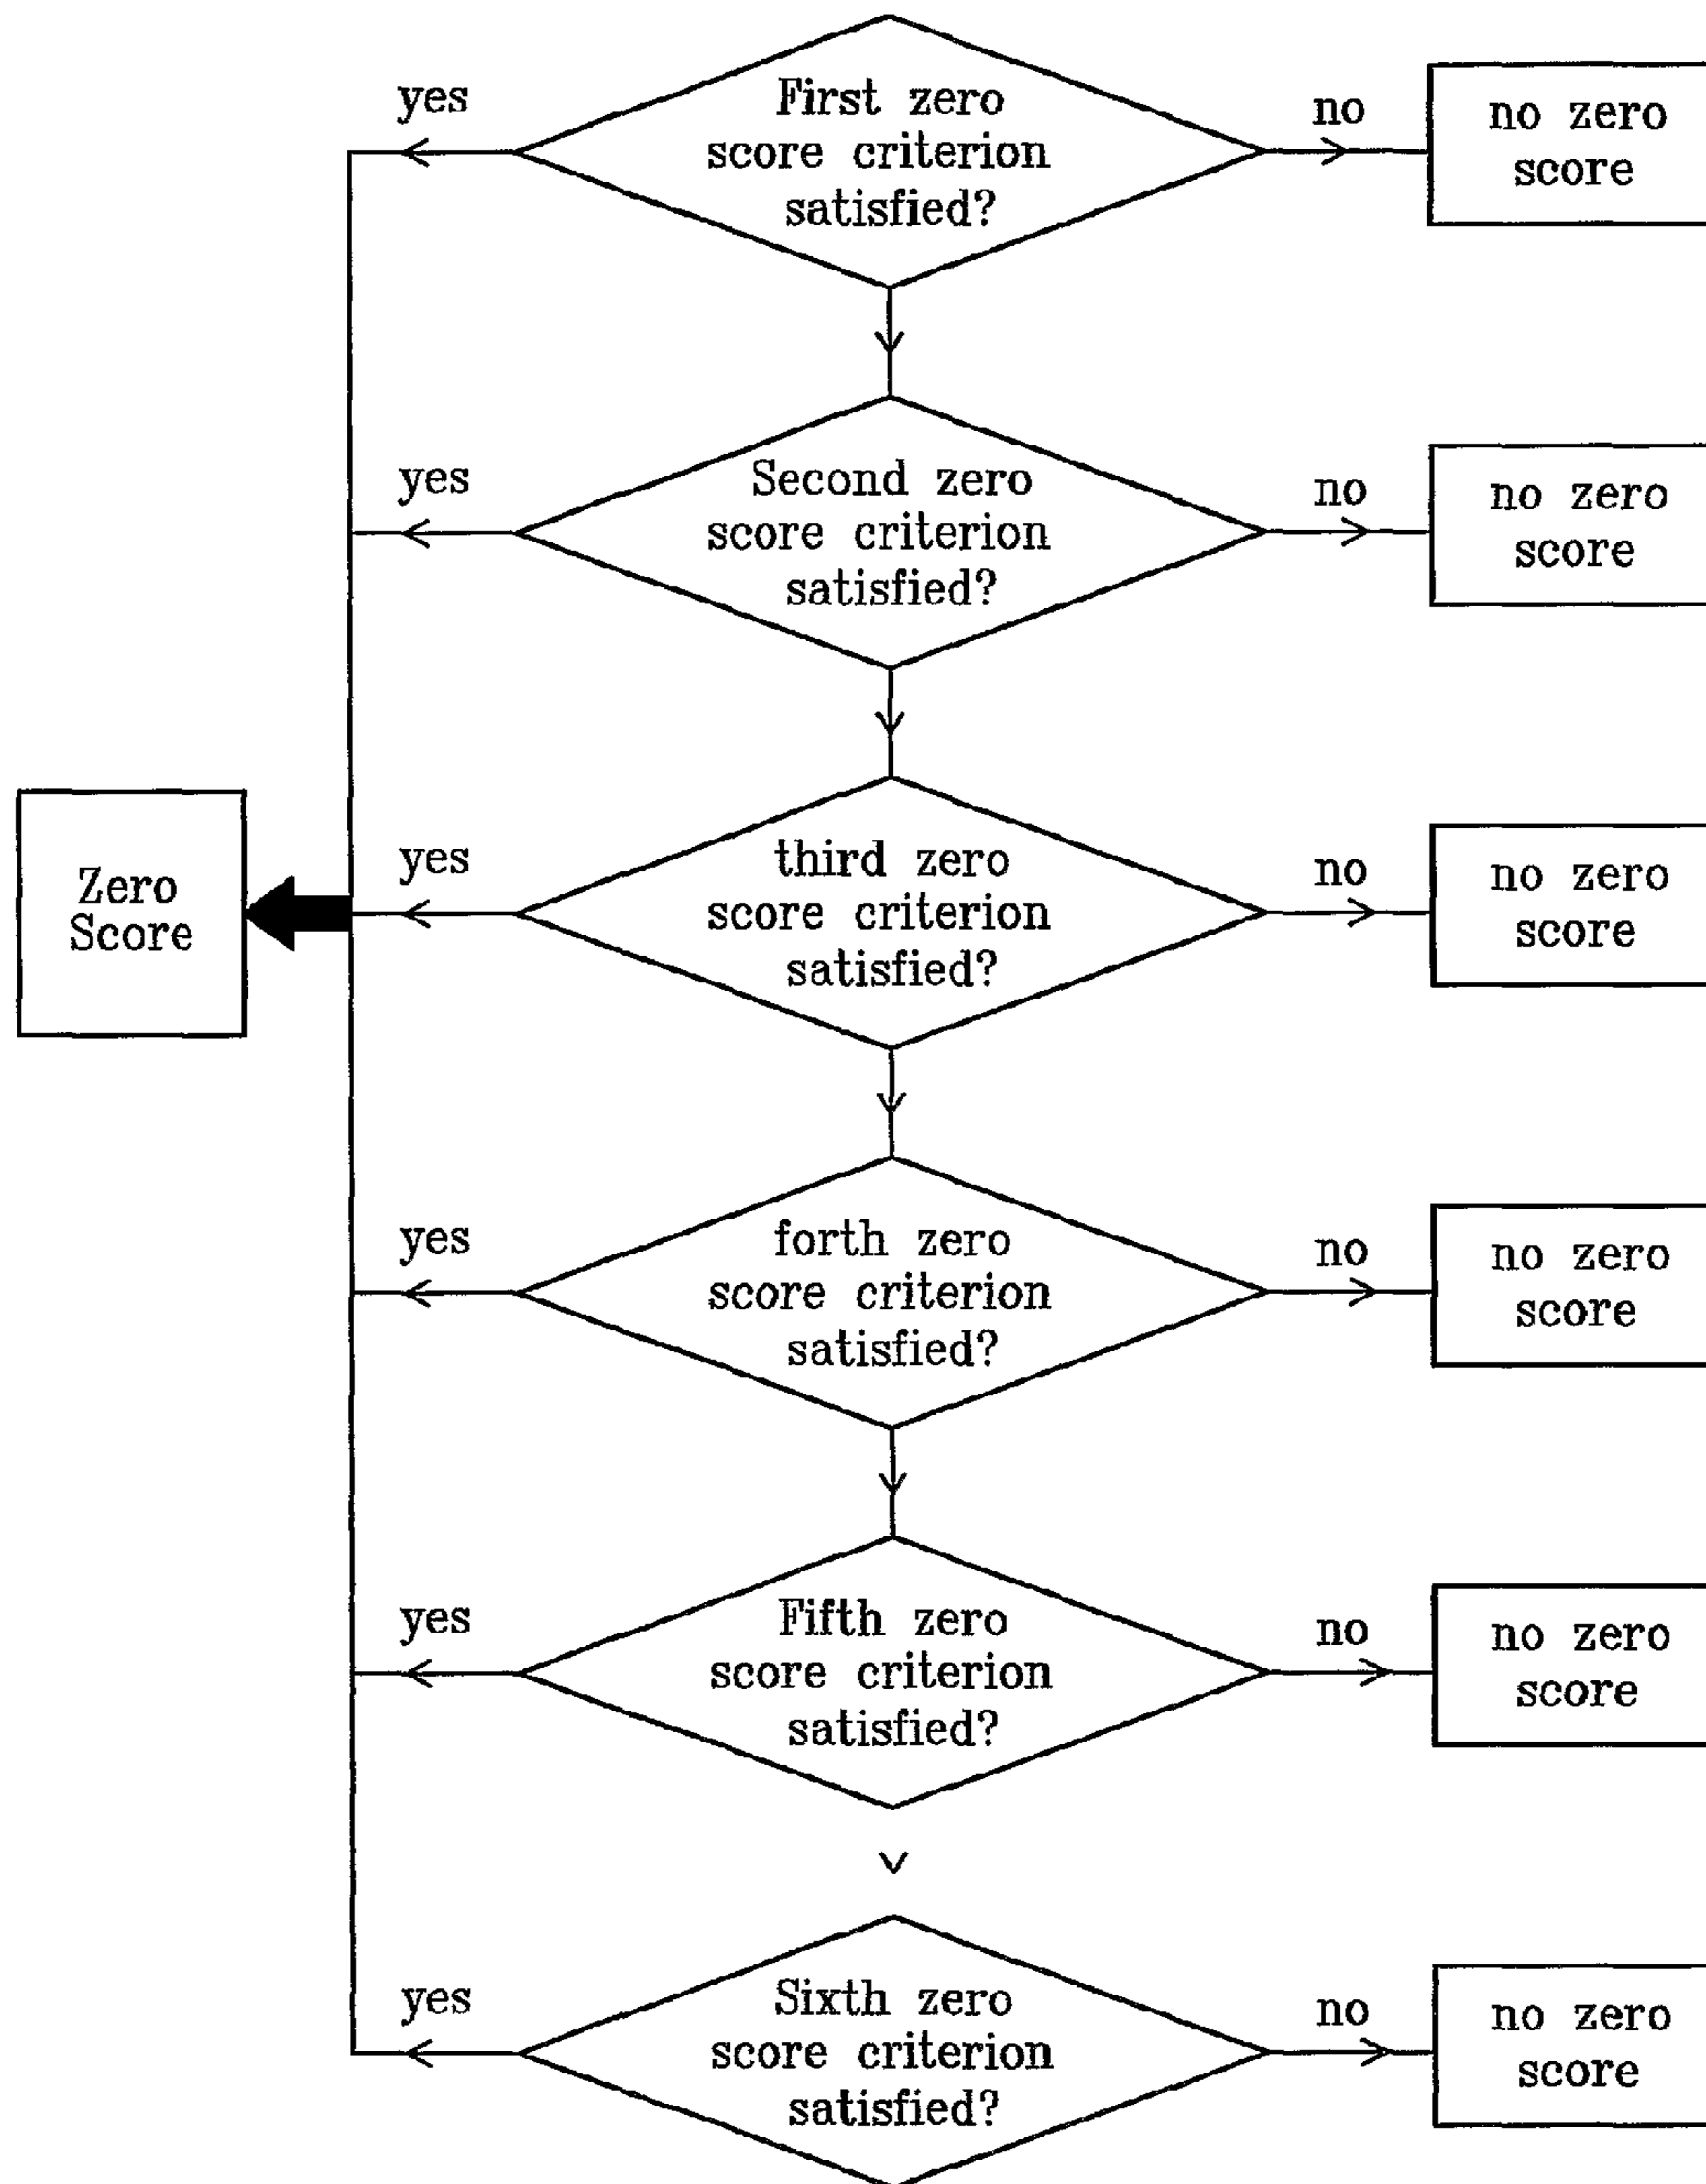 yes
First zero
score criterion
satisfied?
no
no zero
score
yes
Second zero
score criterion
satisfied?
no
no zero
score
Zero
Score
yes
third zero
score criterion
satisfied?
no
no zero
score
yes
forth zero
score criterion
satisfied?
no
no zero
score
yes
Fifth zero
score criterion
satisfied?
no
no zero
score
yes
Sixth zero
score criterion
satisfied?
no
no zero
score